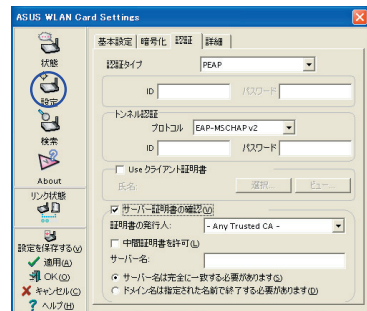 ASUS WLAN Card Settings
状態
設定
検索
About
リンク状態
設定を保存する(V)
適用(A)
OK(O)
キャンセル(C)
ヘルプ(H)
基本設定 暗号化 認証 詳細
認証タイプ PEAP
ID パスワード
トンネル認証
プロトコル EAP-MSCHAP v2
ID パスワード
Use クライアント証明書
氏名: 選択... ビュー...
サーバー証明書の確認(V)
証明書の発行人: - Any Trusted CA -
中間証明書を許可(L)
サーバー名:
サーバー名は完全に一致する必要があります(S)
ドメイン名は指定された名前で終了する必要があります(D)